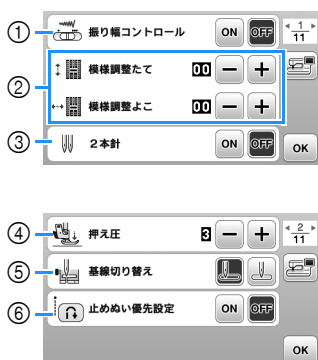 ① 振り幅コントロール ON OFF 1
11
② 模様調整たて 00 − +
模様調整よこ 00 − +
③ 2本針 ON OFF OK
④ 押え圧 3 − + 2
11
⑤ 基線切り替え
⑥ 止めぬい優先設定 ON OFF
OK